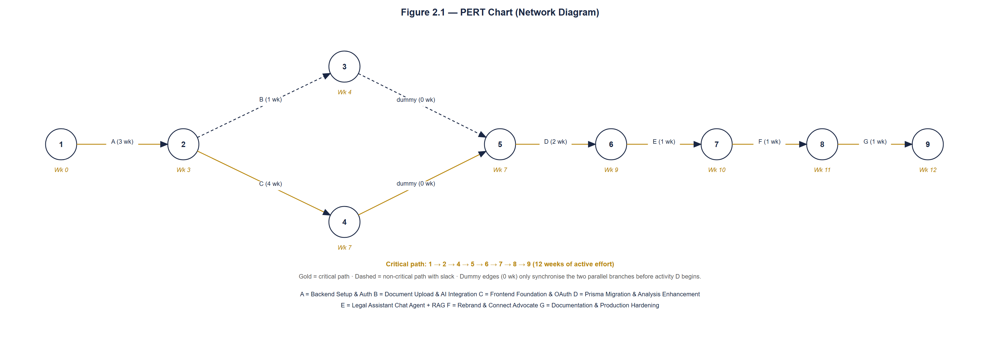 Figure 2.1 — PERT Chart (Network Diagram)
3
Wk 4
B (1 wk)
dummy (0 wk)
1
A (3 wk)
2
5
D (2 wk)
6
E (1 wk)
7
F (1 wk)
8
G (1 wk)
9
Wk 0
Wk 3
Wk 7
Wk 9
Wk 10
Wk 11
Wk 12
C (4 wk)
dummy (0 wk)
4
Wk 7
Critical path: 1 → 2 → 4 → 5 → 6 → 7 → 8 → 9 (12 weeks of active effort)
Gold = critical path · Dashed = non-critical path with slack · Dummy edges (0 wk) only synchronise the two parallel branches before activity D begins.
A = Backend Setup & Auth B = Document Upload & AI Integration C = Frontend Foundation & OAuth D = Prisma Migration & Analysis Enhancement
E = Legal Assistant Chat Agent + RAG F = Rebrand & Connect Advocate G = Documentation & Production Hardening